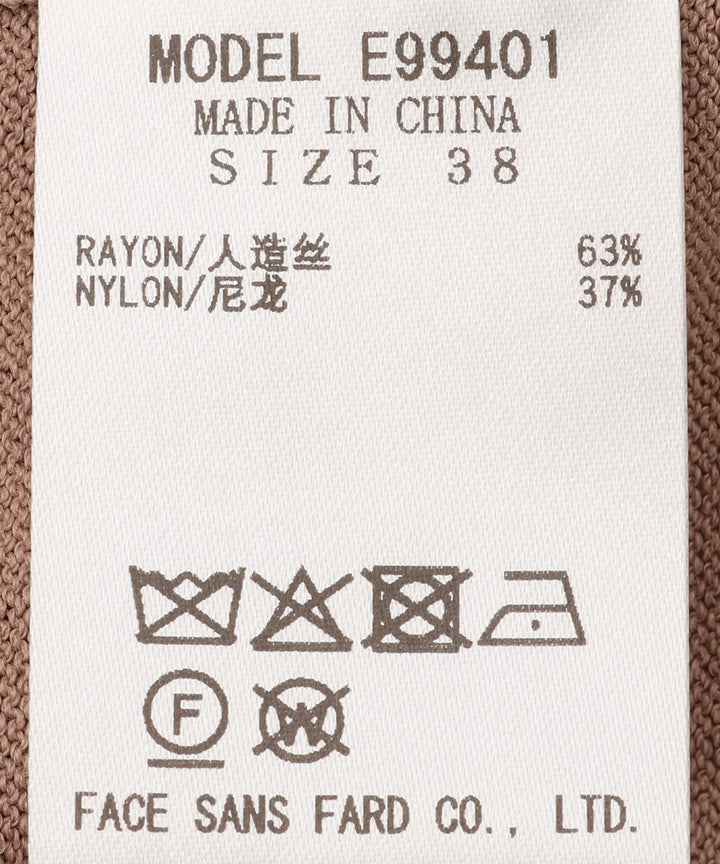 MODEL E99401
MADE IN CHINA
SIZE 38
RAYON/人造丝 63%
NYLON/尼龙 37%
F W
FACE SANS FARD CO., LTD.